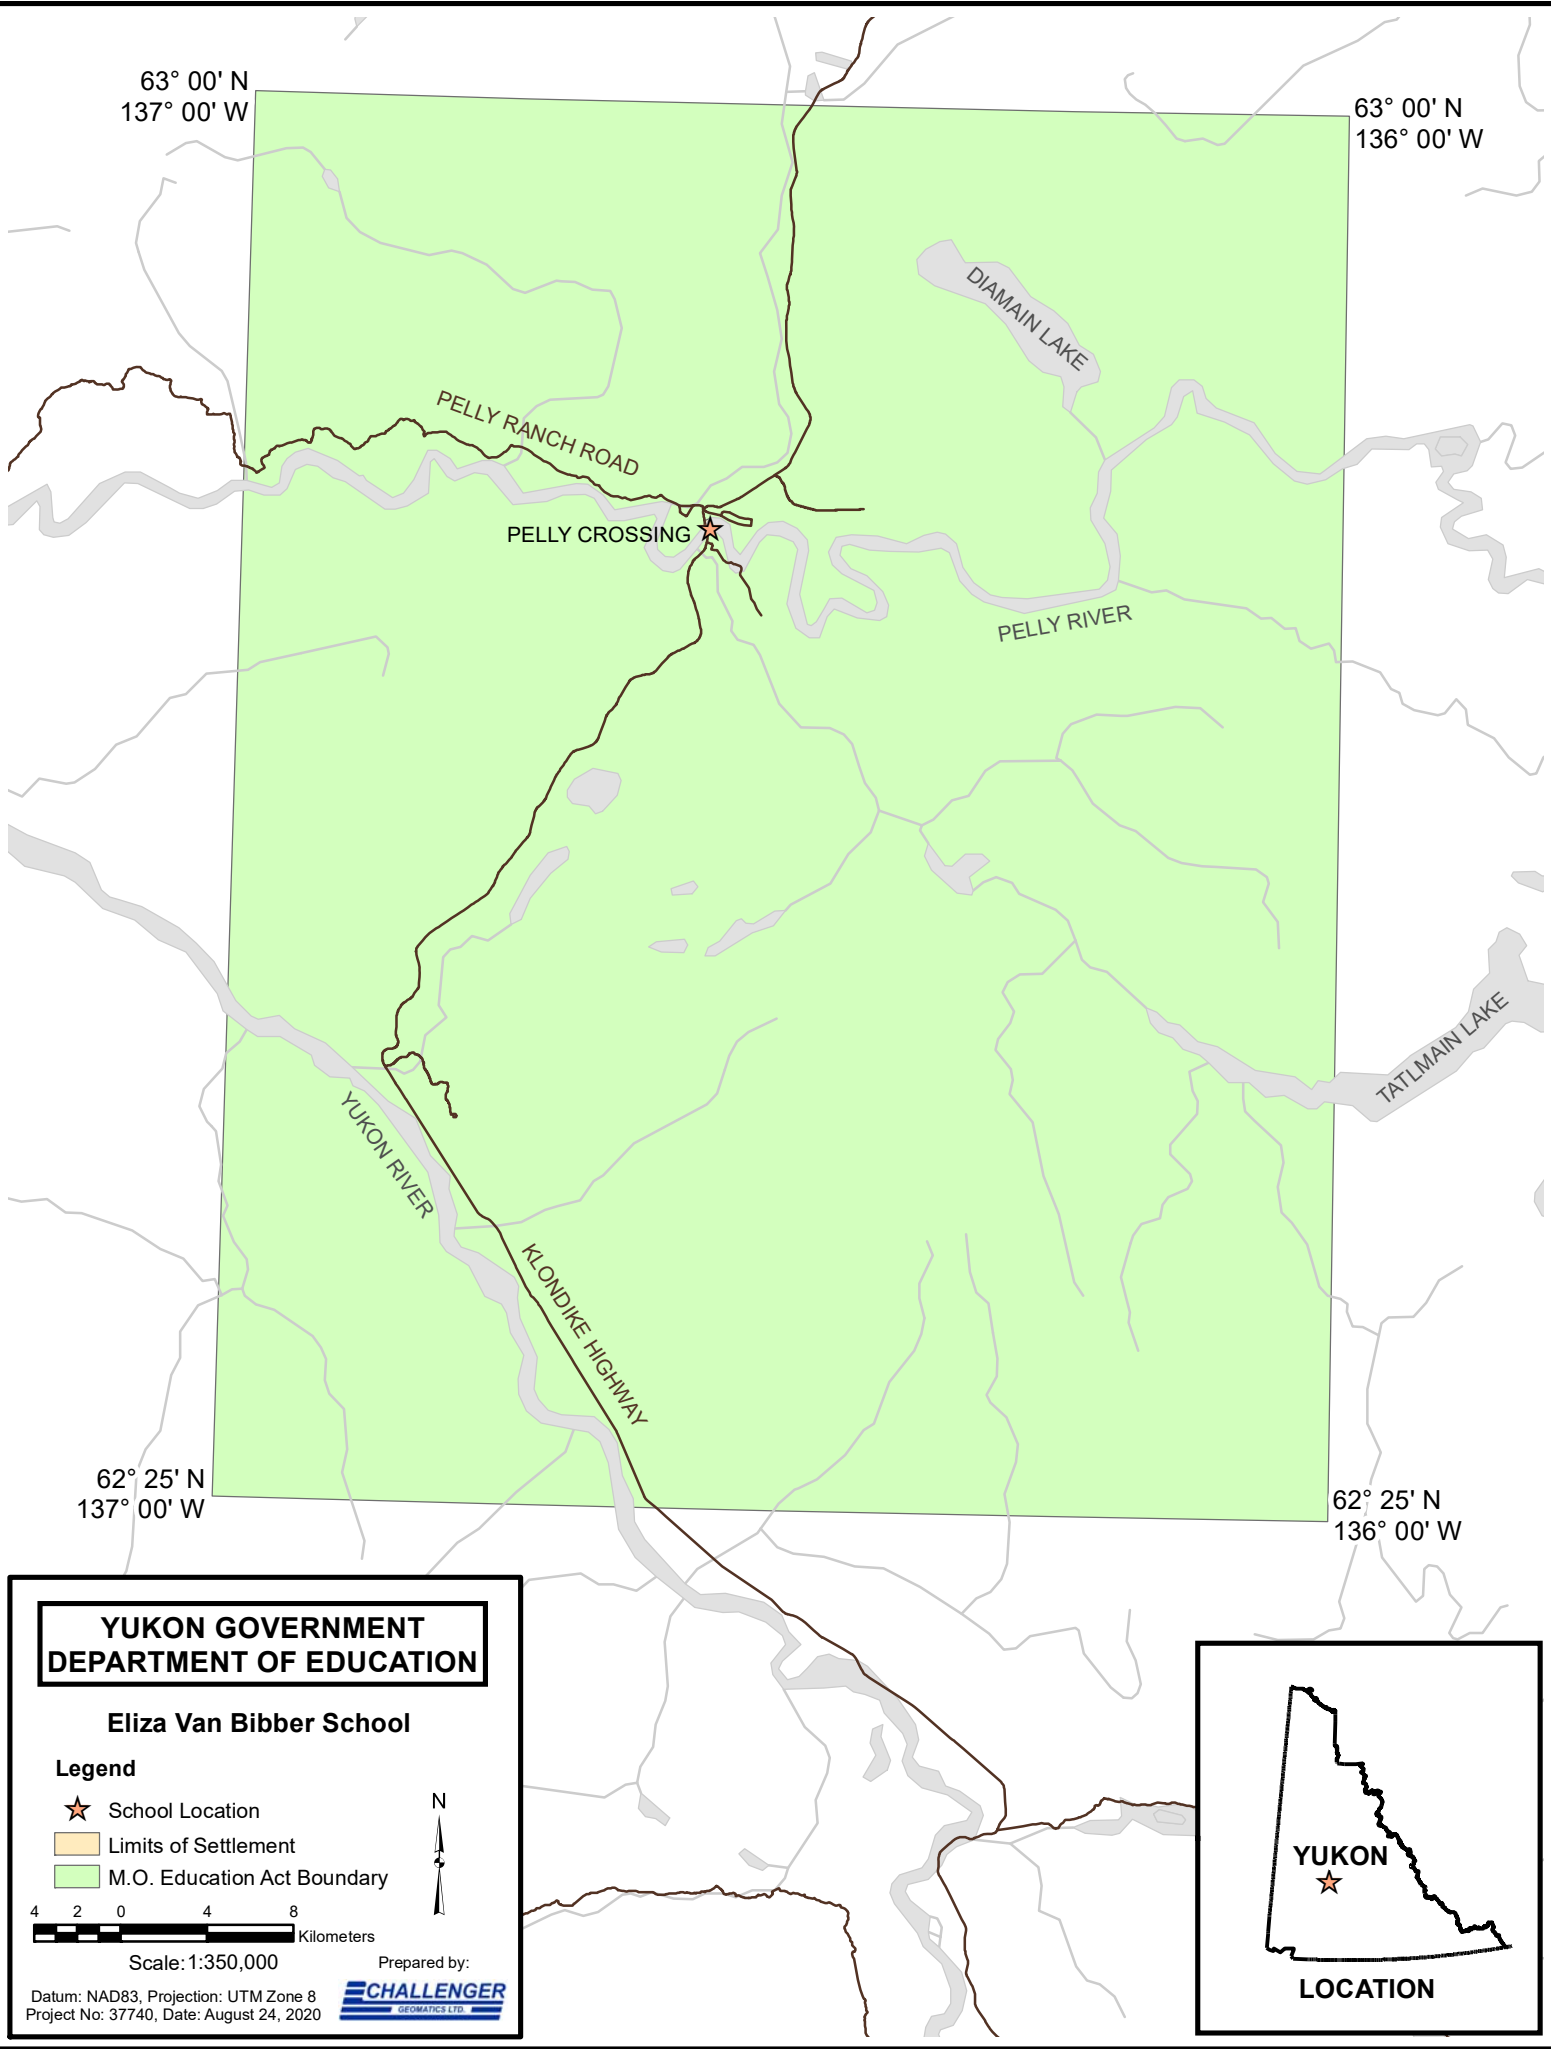 63° 00' N
137° 00' W
63° 00' N
136° 00' W
DIAMAIN LAKE
PELLY RANCH ROAD
PELLY CROSSING
PELLY RIVER
TATLMAIN LAKE
YUKON RIVER
KLONDIKE HIGHWAY
62° 25' N
137° 00' W
62° 25' N
136° 00' W
YUKON GOVERNMENT
DEPARTMENT OF EDUCATION
Eliza Van Bibber School
Legend
School Location
Limits of Settlement
M.O. Education Act Boundary
N
4 2 0 4 8
Kilometers
Scale: 1:350,000
Prepared by:
CHALLENGER
GEOMATICS LTD.
Datum: NAD83, Projection: UTM Zone 8
Project No: 37740, Date: August 24, 2020
YUKON
LOCATION